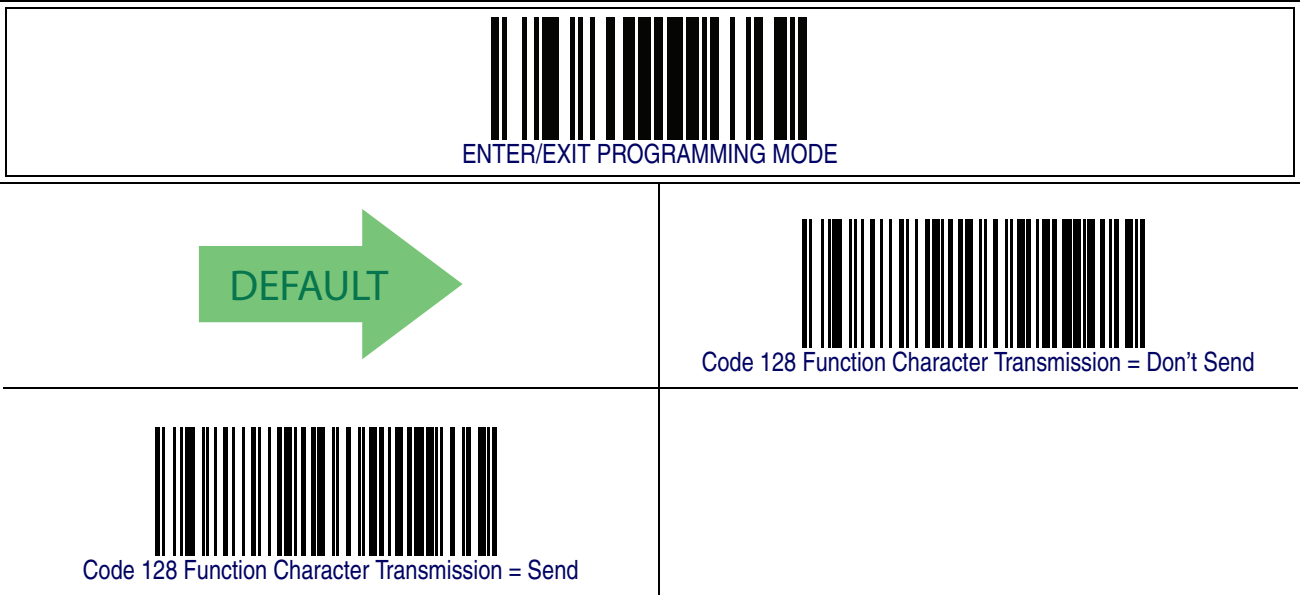 ENTER/EXIT PROGRAMMING MODE
DEFAULT
Code 128 Function Character Transmission = Don’t Send
Code 128 Function Character Transmission = Send